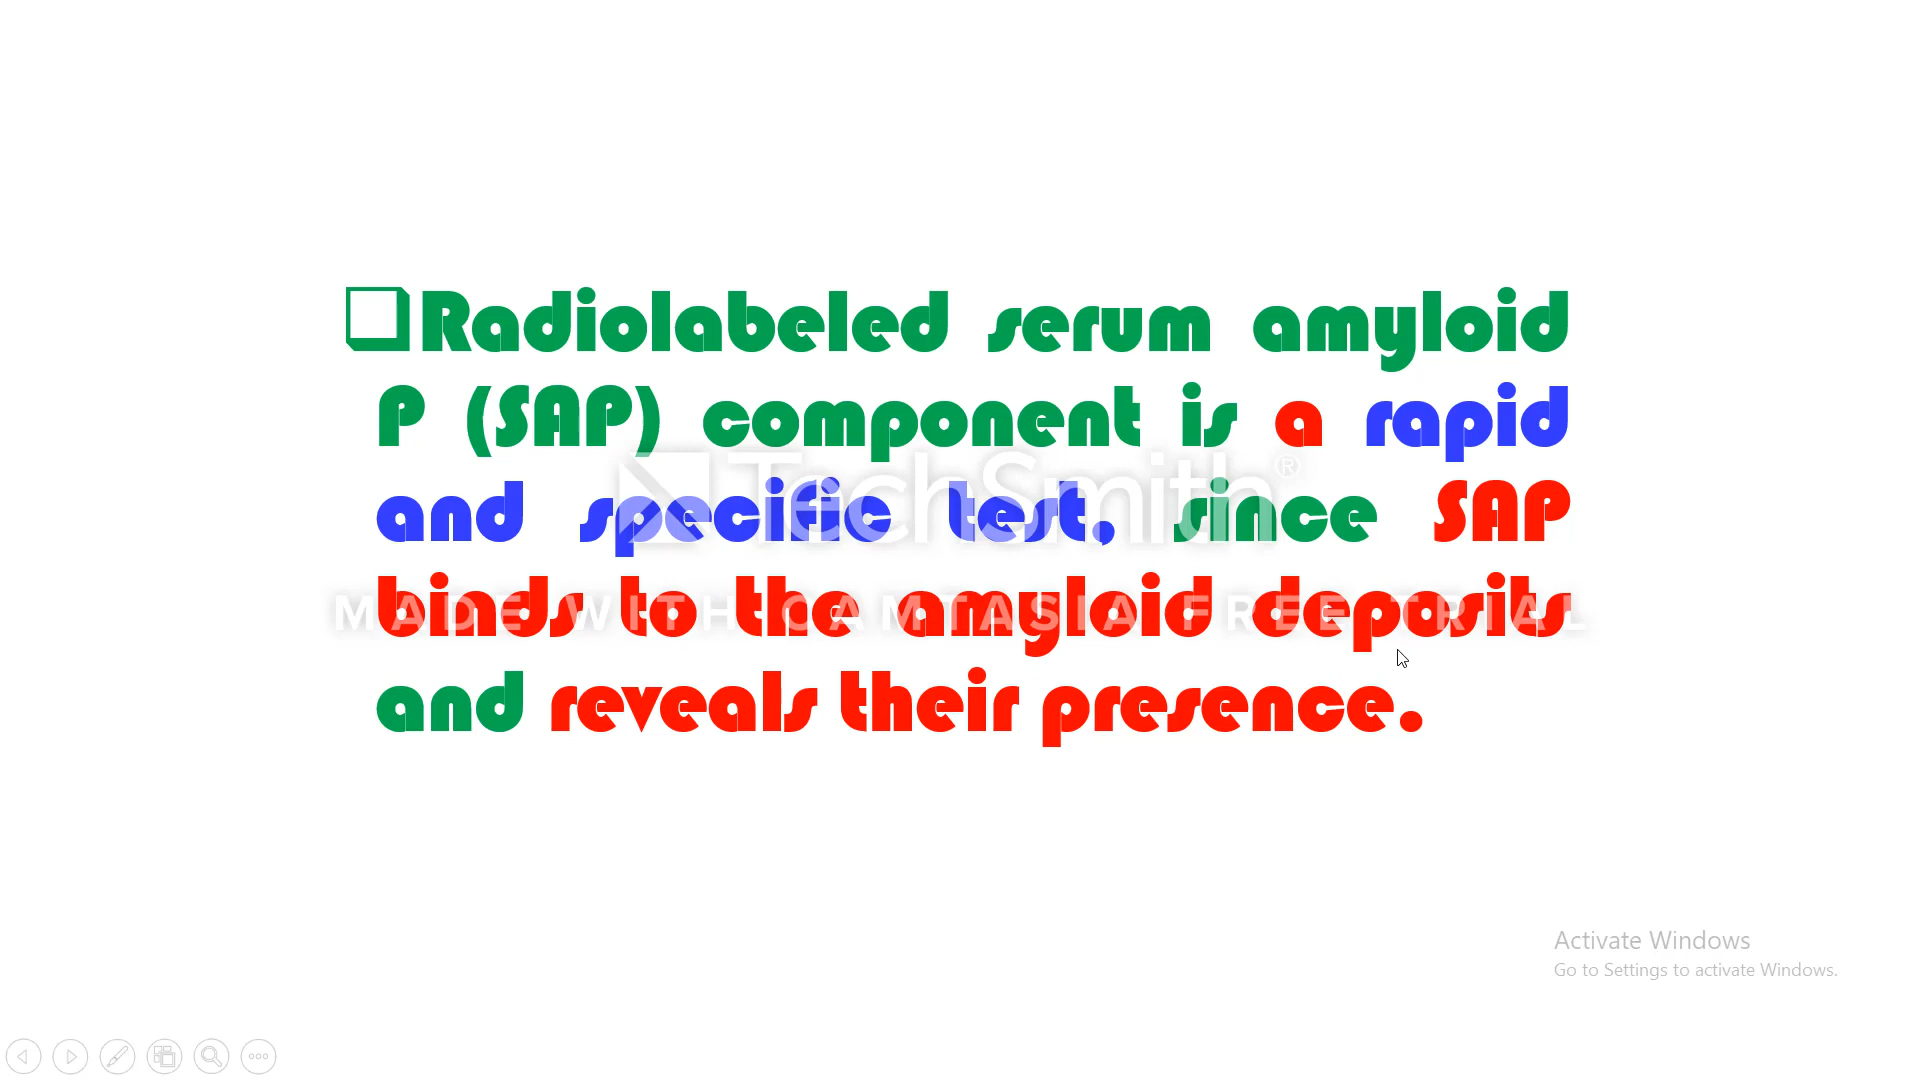 ❑Radiolabeled serum amyloid
P (SAP) component is a rapid
and specific test, since SAP
binds to the amyloid deposits
and reveals their presence.
TechSmith®
MADE WITH CAMTASIA FREE TRIAL
Activate Windows
Go to Settings to activate Windows.